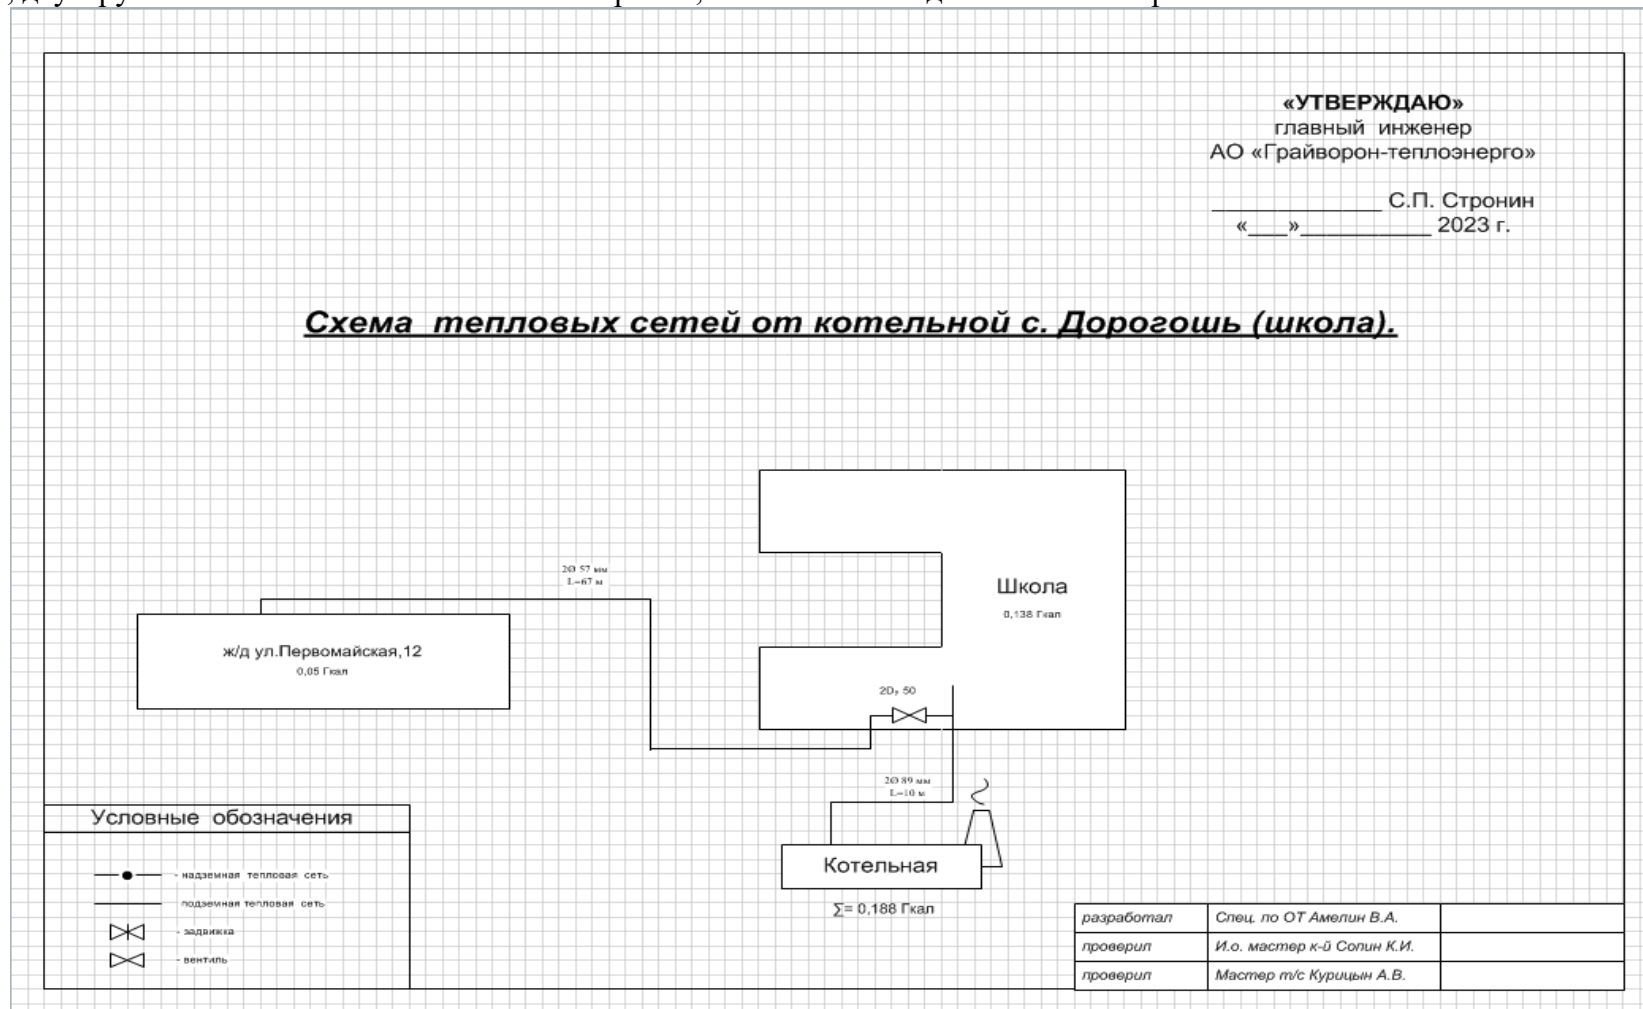 «УТВЕРЖДАЮ»
главный инженер
АО «Грайворон-теплоэнерго»
_____________ С.П. Стронин
«___»__________ 2023 г.
Схема тепловых сетей от котельной с. Дорогошь (школа).
2Ø 57 мм
L=67 м
Школа
0,138 Гкал
ж/д ул.Первомайская,12
0,05 Гкал
2Dу 50
2Ø 89 мм
L=10 м
Котельная
∑= 0,188 Гкал
Условные обозначения
- надземная тепловая сеть
подземная тепловая сеть
- задвижка
- вентиль
разработал Спец. по ОТ Амелин В.А.
проверил И.о. мастер к-й Сопин К.И.
проверил Мастер т/с Курицын А.В.